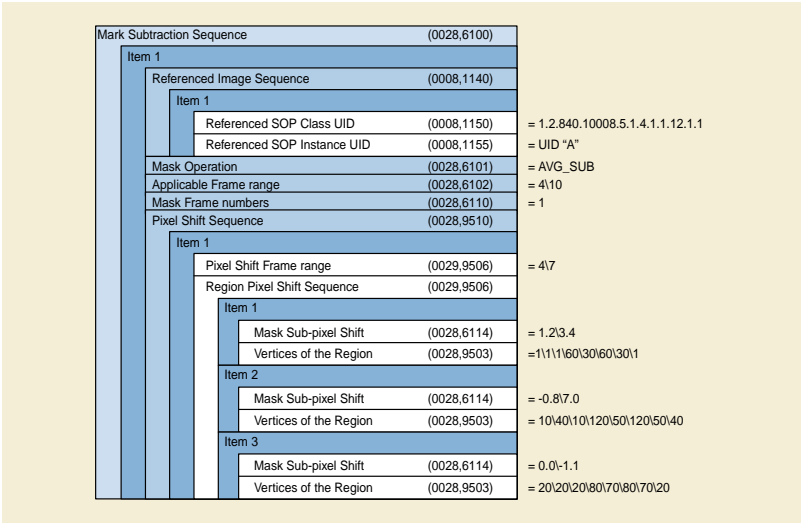 Mark Subtraction Sequence (0028,6100)
Item 1
Referenced Image Sequence (0008,1140)
Item 1
Referenced SOP Class UID (0008,1150) = 1.2.840.10008.5.1.4.1.1.12.1.1
Referenced SOP Instance UID (0008,1155) = UID “A”
Mask Operation (0028,6101) = AVG_SUB
Applicable Frame range (0028,6102) = 4\10
Mask Frame numbers (0028,6110) = 1
Pixel Shift Sequence (0028,9510)
Item 1
Pixel Shift Frame range (0029,9506) = 4\7
Region Pixel Shift Sequence (0029,9506)
Item 1
Mask Sub-pixel Shift (0028,6114) = 1.2\3.4
Vertices of the Region (0028,9503) =1\1\1\60\30\60\30\1
Item 2
Mask Sub-pixel Shift (0028,6114) = -0.8\7.0
Vertices of the Region (0028,9503) = 10\40\10\120\50\120\50\40
Item 3
Mask Sub-pixel Shift (0028,6114) = 0.0\-1.1
Vertices of the Region (0028,9503) = 20\20\20\80\70\80\70\20